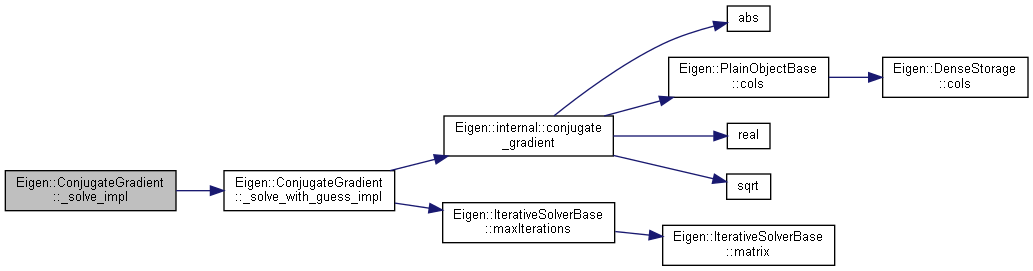 abs
Eigen::PlainObjectBase
::cols
Eigen::DenseStorage
::cols
Eigen::internal::conjugate
_gradient
real
Eigen::ConjugateGradient
::_solve_impl
Eigen::ConjugateGradient
::_solve_with_guess_impl
sqrt
Eigen::IterativeSolverBase
::maxIterations
Eigen::IterativeSolverBase
::matrix